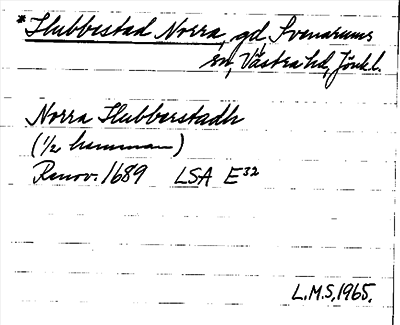 *Slubbestad Norra, gd, Svenarums
sn, Västra hd, Jönk.l.
Norra Slubberstadh
(1/2 hemman)
Renov. 1689 LSA E32
L.M.S. 1965.